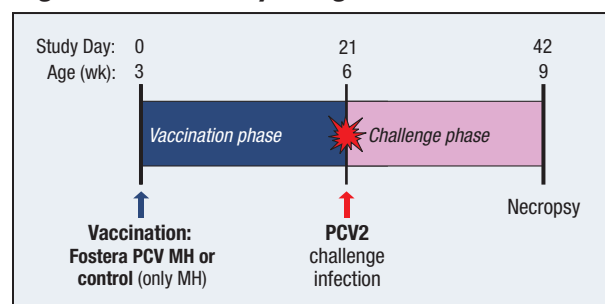 Study Day: 0 21 42
Age (wk): 3 6 9
Vaccination phase
Challenge phase
Vaccination:
Fostera PCV MH or
control (only MH)
PCV2
challenge
infection
Necropsy